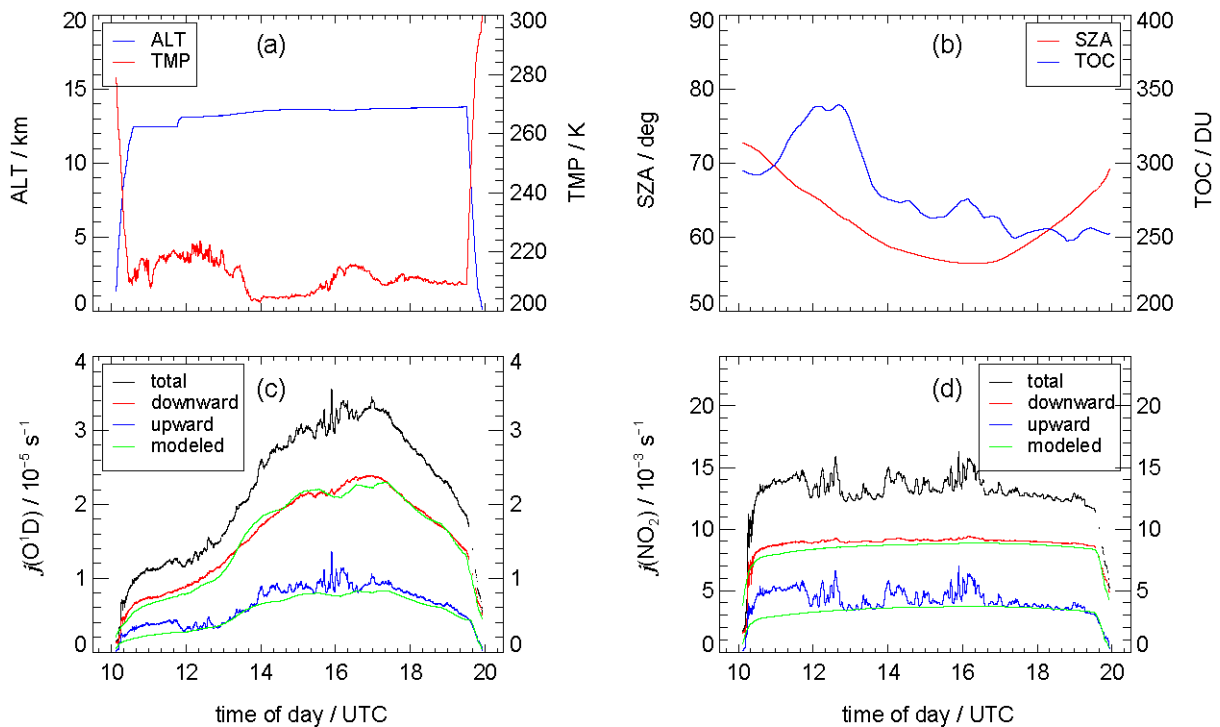 (a)
ALT
TMP
ALT / km
20
15
10
5
0
TMP / K
300
280
260
240
220
200
(b)
SZA
TOC
SZA / deg
90
80
70
60
50
TOC / DU
400
350
300
250
200
(c)
total
downward
upward
modeled
j(O¹D) / 10⁻⁵ s⁻¹
4
3
2
1
0
4
3
2
1
0
10 12 14 16 18 20
time of day / UTC
(d)
total
downward
upward
modeled
j(NO₂) / 10⁻³ s⁻¹
20
15
10
5
0
20
15
10
5
0
10 12 14 16 18 20
time of day / UTC